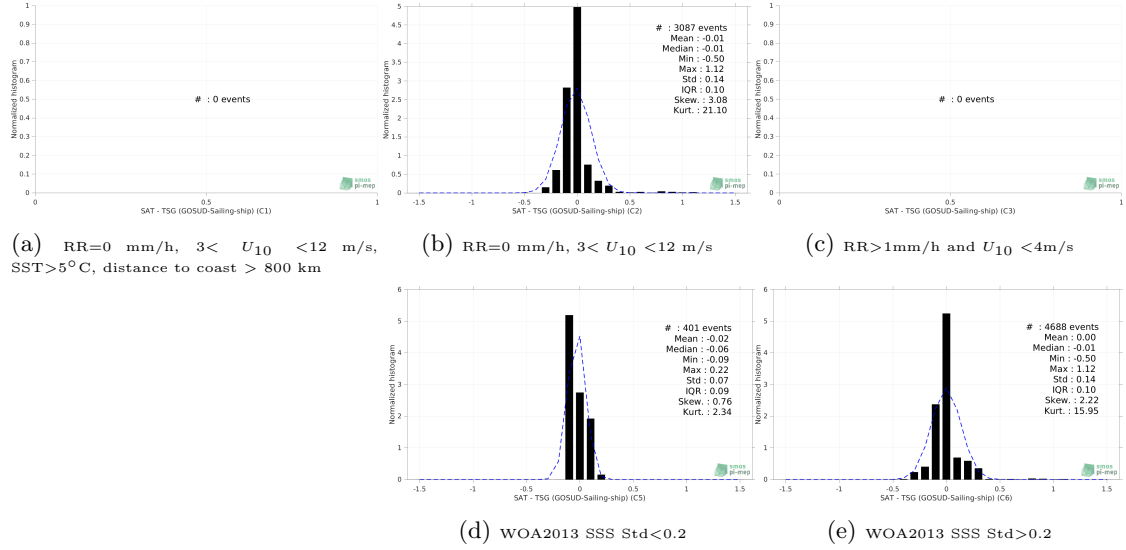 1
0.9
0.8
0.7
0.6
0.5
0.4
0.3
0.2
0.1
0
Normalized histogram
# : 0 events
0 0.5 1
SAT - TSG (GOSUD-Sailing-ship) (C1)
smos
pi-mep
(a) RR=0 mm/h, 3< U10 <12 m/s,
SST>5°C, distance to coast > 800 km
5
4.5
4
3.5
3
2.5
2
1.5
1
0.5
0
Normalized histogram
# : 3087 events
Mean : -0.01
Median : -0.01
Min : -0.50
Max : 1.12
Std : 0.14
IQR : 0.10
Skew. : 3.08
Kurt. : 21.10
-1.5 -1 -0.5 0 0.5 1 1.5
SAT - TSG (GOSUD-Sailing-ship) (C2)
smos
pi-mep
(b) RR=0 mm/h, 3< U10 <12 m/s
1
0.9
0.8
0.7
0.6
0.5
0.4
0.3
0.2
0.1
0
Normalized histogram
# : 0 events
0 0.5 1
SAT - TSG (GOSUD-Sailing-ship) (C3)
smos
pi-mep
(c) RR>1mm/h and U10 <4m/s
6
5
4
3
2
1
0
Normalized histogram
# : 401 events
Mean : -0.02
Median : -0.06
Min : -0.09
Max : 0.22
Std : 0.07
IQR : 0.09
Skew. : 0.76
Kurt. : 2.34
-1.5 -1 -0.5 0 0.5 1 1.5
SAT - TSG (GOSUD-Sailing-ship) (C5)
smos
pi-mep
(d) WOA2013 SSS Std<0.2
6
5
4
3
2
1
0
Normalized histogram
# : 4688 events
Mean : 0.00
Median : -0.01
Min : -0.50
Max : 1.12
Std : 0.14
IQR : 0.10
Skew. : 2.22
Kurt. : 15.95
-1.5 -1 -0.5 0 0.5 1 1.5
SAT - TSG (GOSUD-Sailing-ship) (C6)
smos
pi-mep
(e) WOA2013 SSS Std>0.2